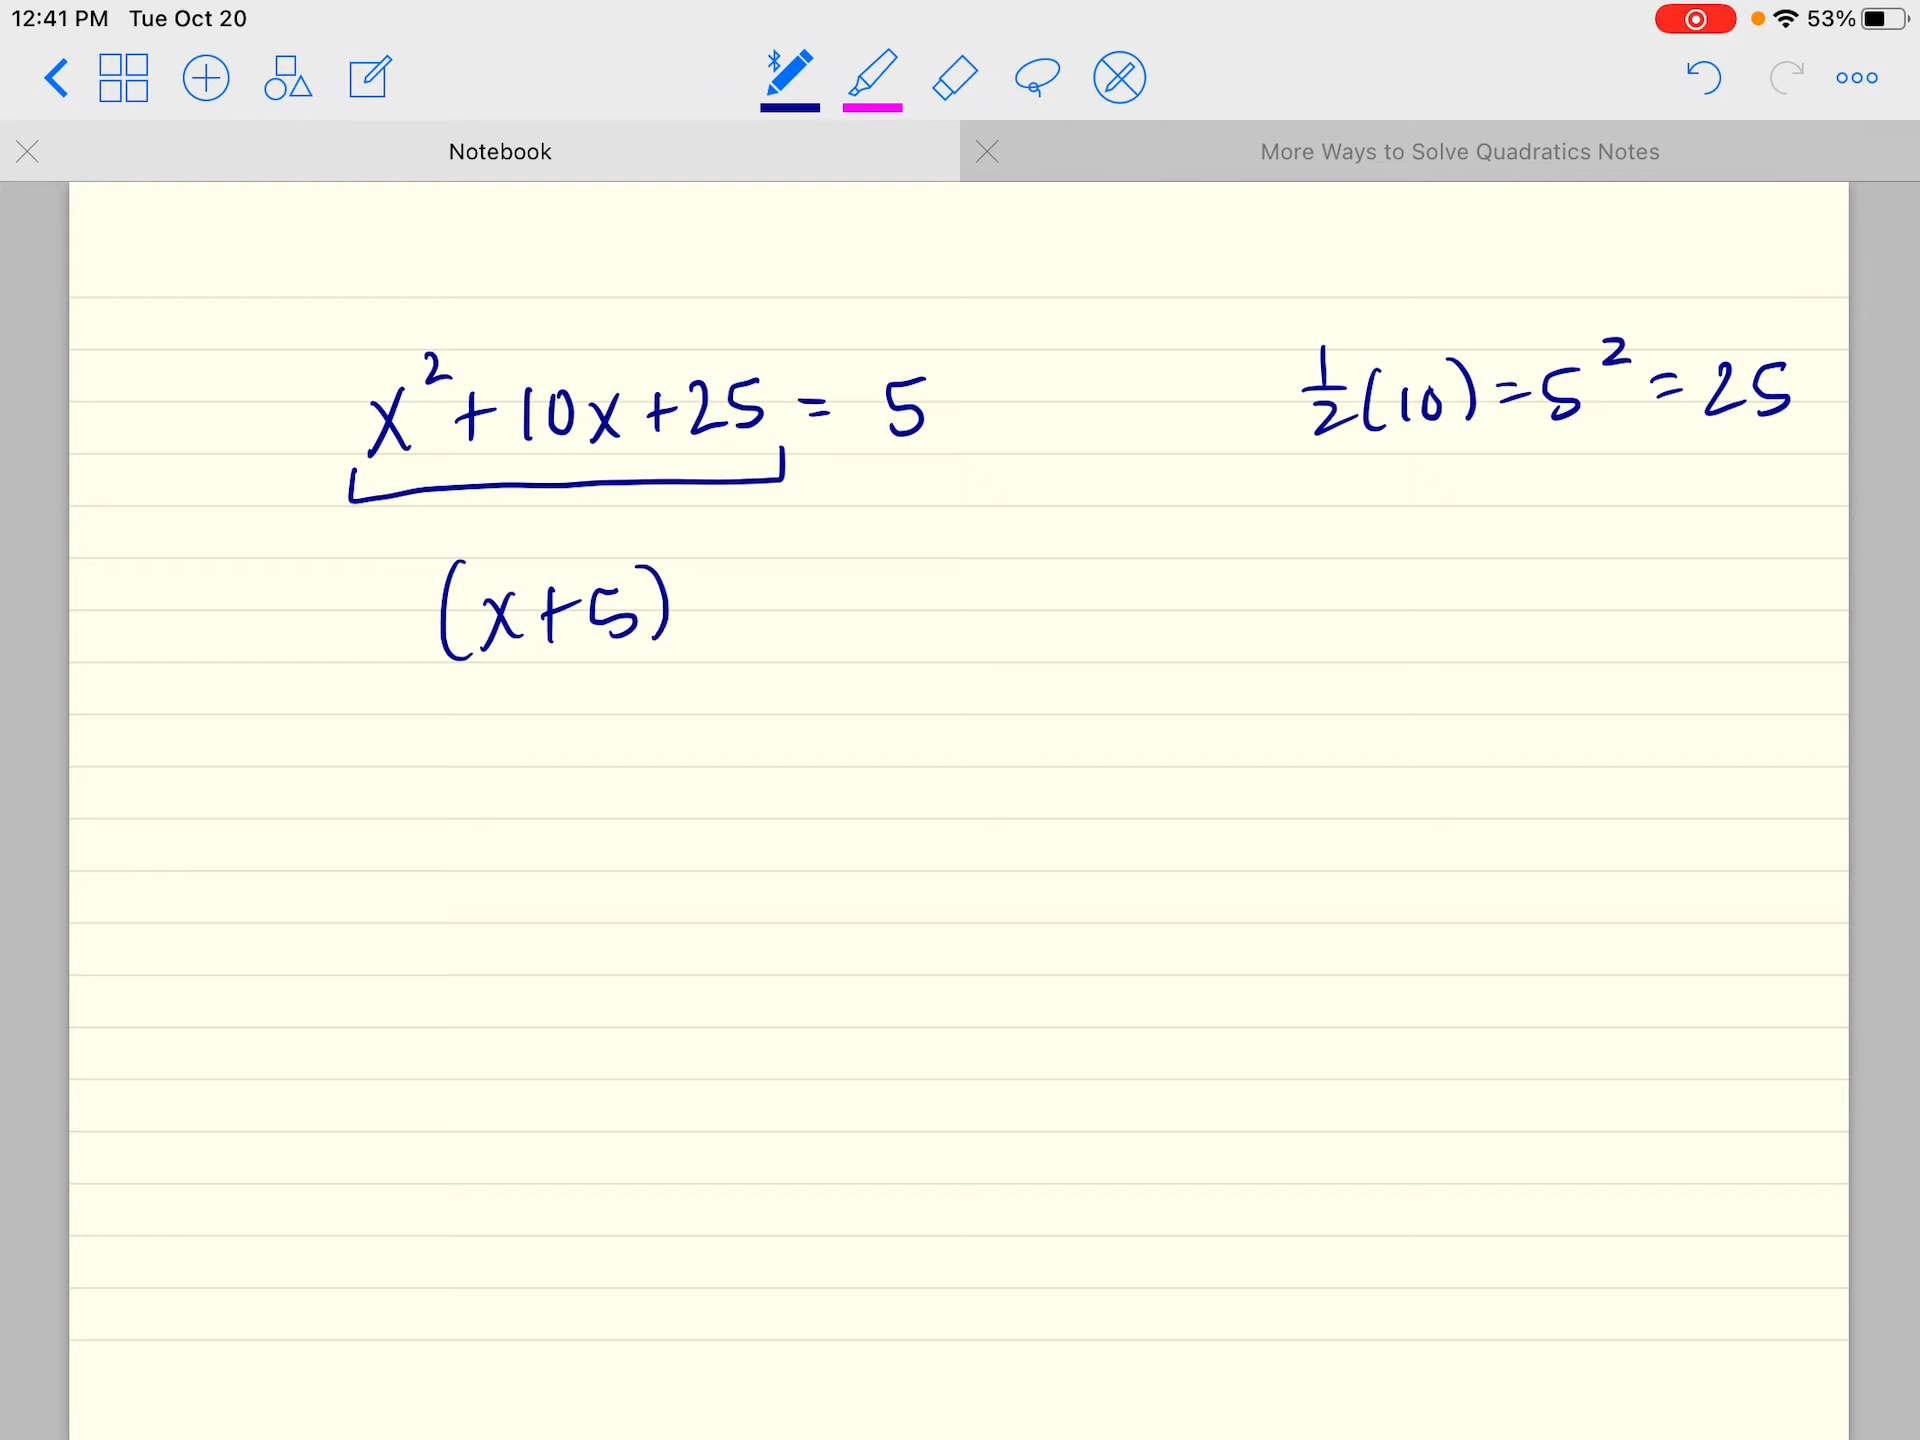 12:41 PM Tue Oct 20 53%
Notebook More Ways to Solve Quadratics Notes
x² + 10x + 25 = 5
½(10) = 5² = 25
(x+5)